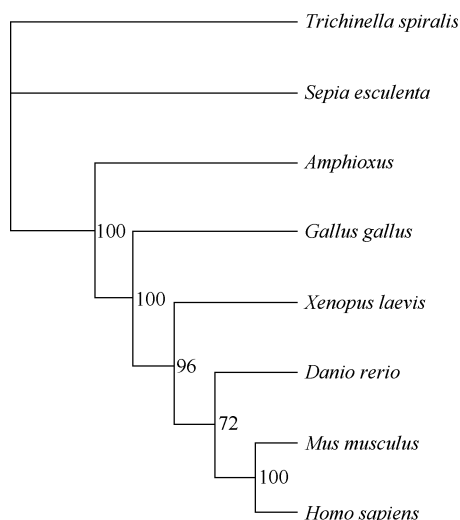 Trichinella spiralis
Sepia esculenta
Amphioxus
100
Gallus gallus
100
Xenopus laevis
96
Danio rerio
72
Mus musculus
100
Homo sapiens